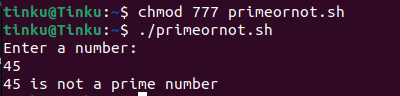 tinku@Tinku:~$ chmod 777 primeornot.sh
tinku@Tinku:~$ ./primeornot.sh
Enter a number:
45
45 is not a prime number